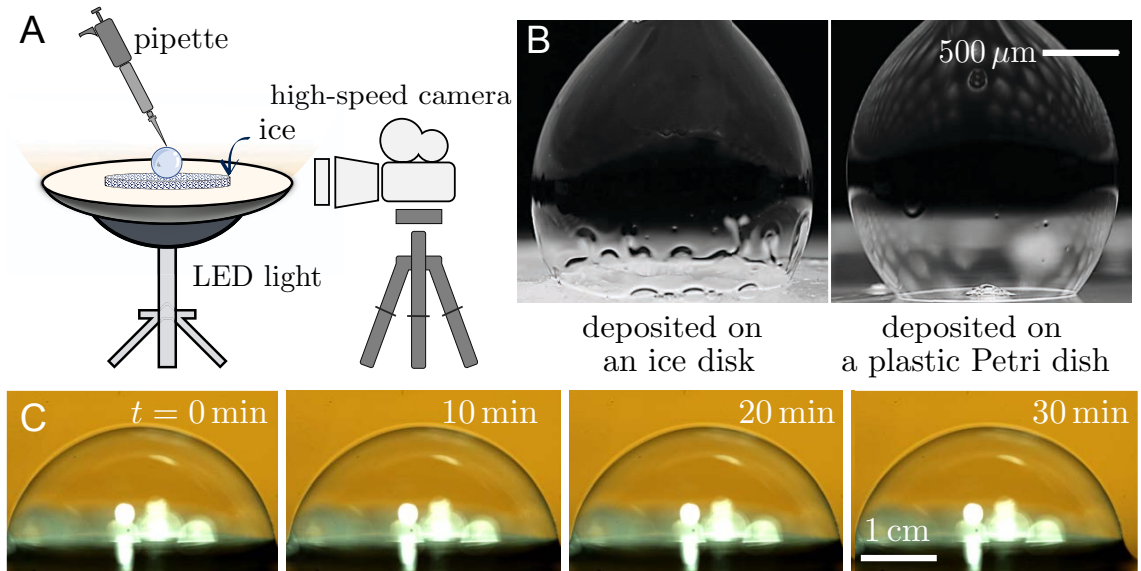 A
pipette
high-speed camera
ice
LED light
B
500 μm
deposited on
an ice disk
deposited on
a plastic Petri dish
C
t = 0 min
10 min
20 min
30 min
1 cm